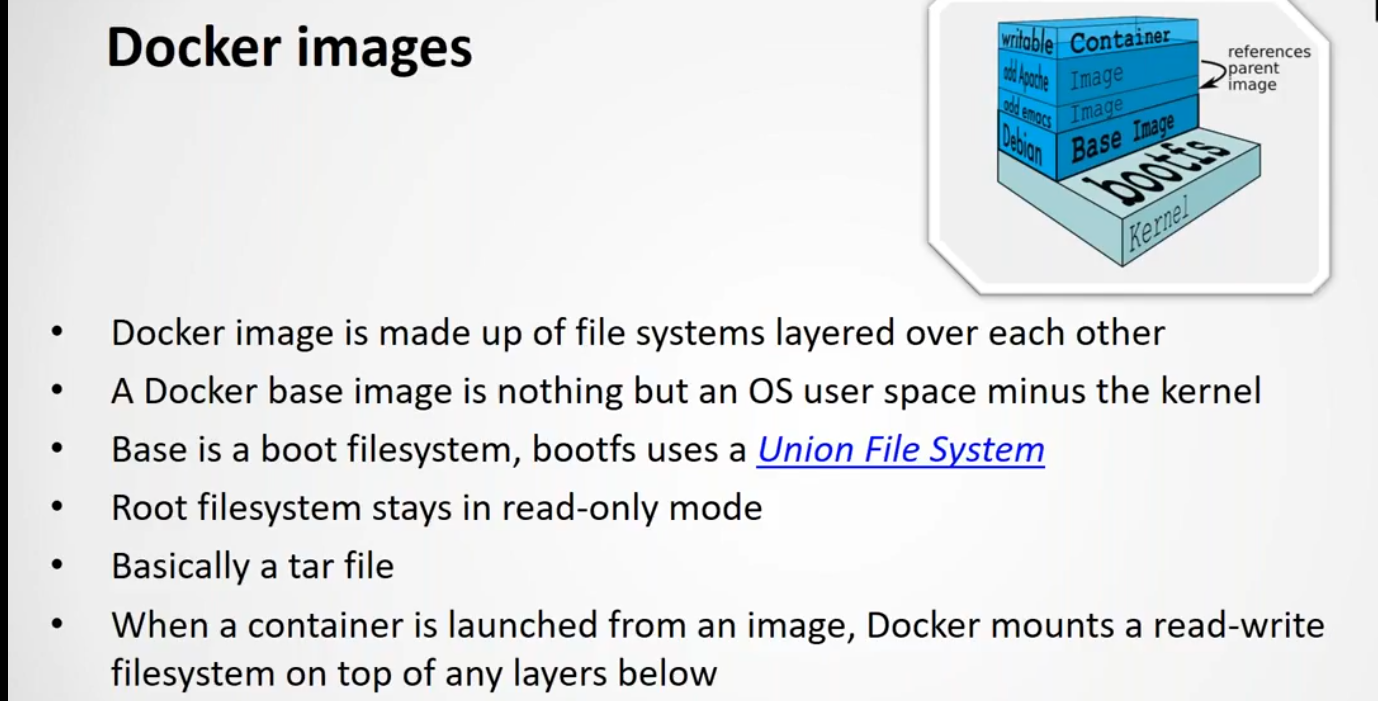 Docker images
writable Container
add Apache Image
add emacs Image
Debian Base Image
bootfs
Kernel
references
parent
image
• Docker image is made up of file systems layered over each other
• A Docker base image is nothing but an OS user space minus the kernel
• Base is a boot filesystem, bootfs uses a Union File System
• Root filesystem stays in read-only mode
• Basically a tar file
• When a container is launched from an image, Docker mounts a read-write
filesystem on top of any layers below